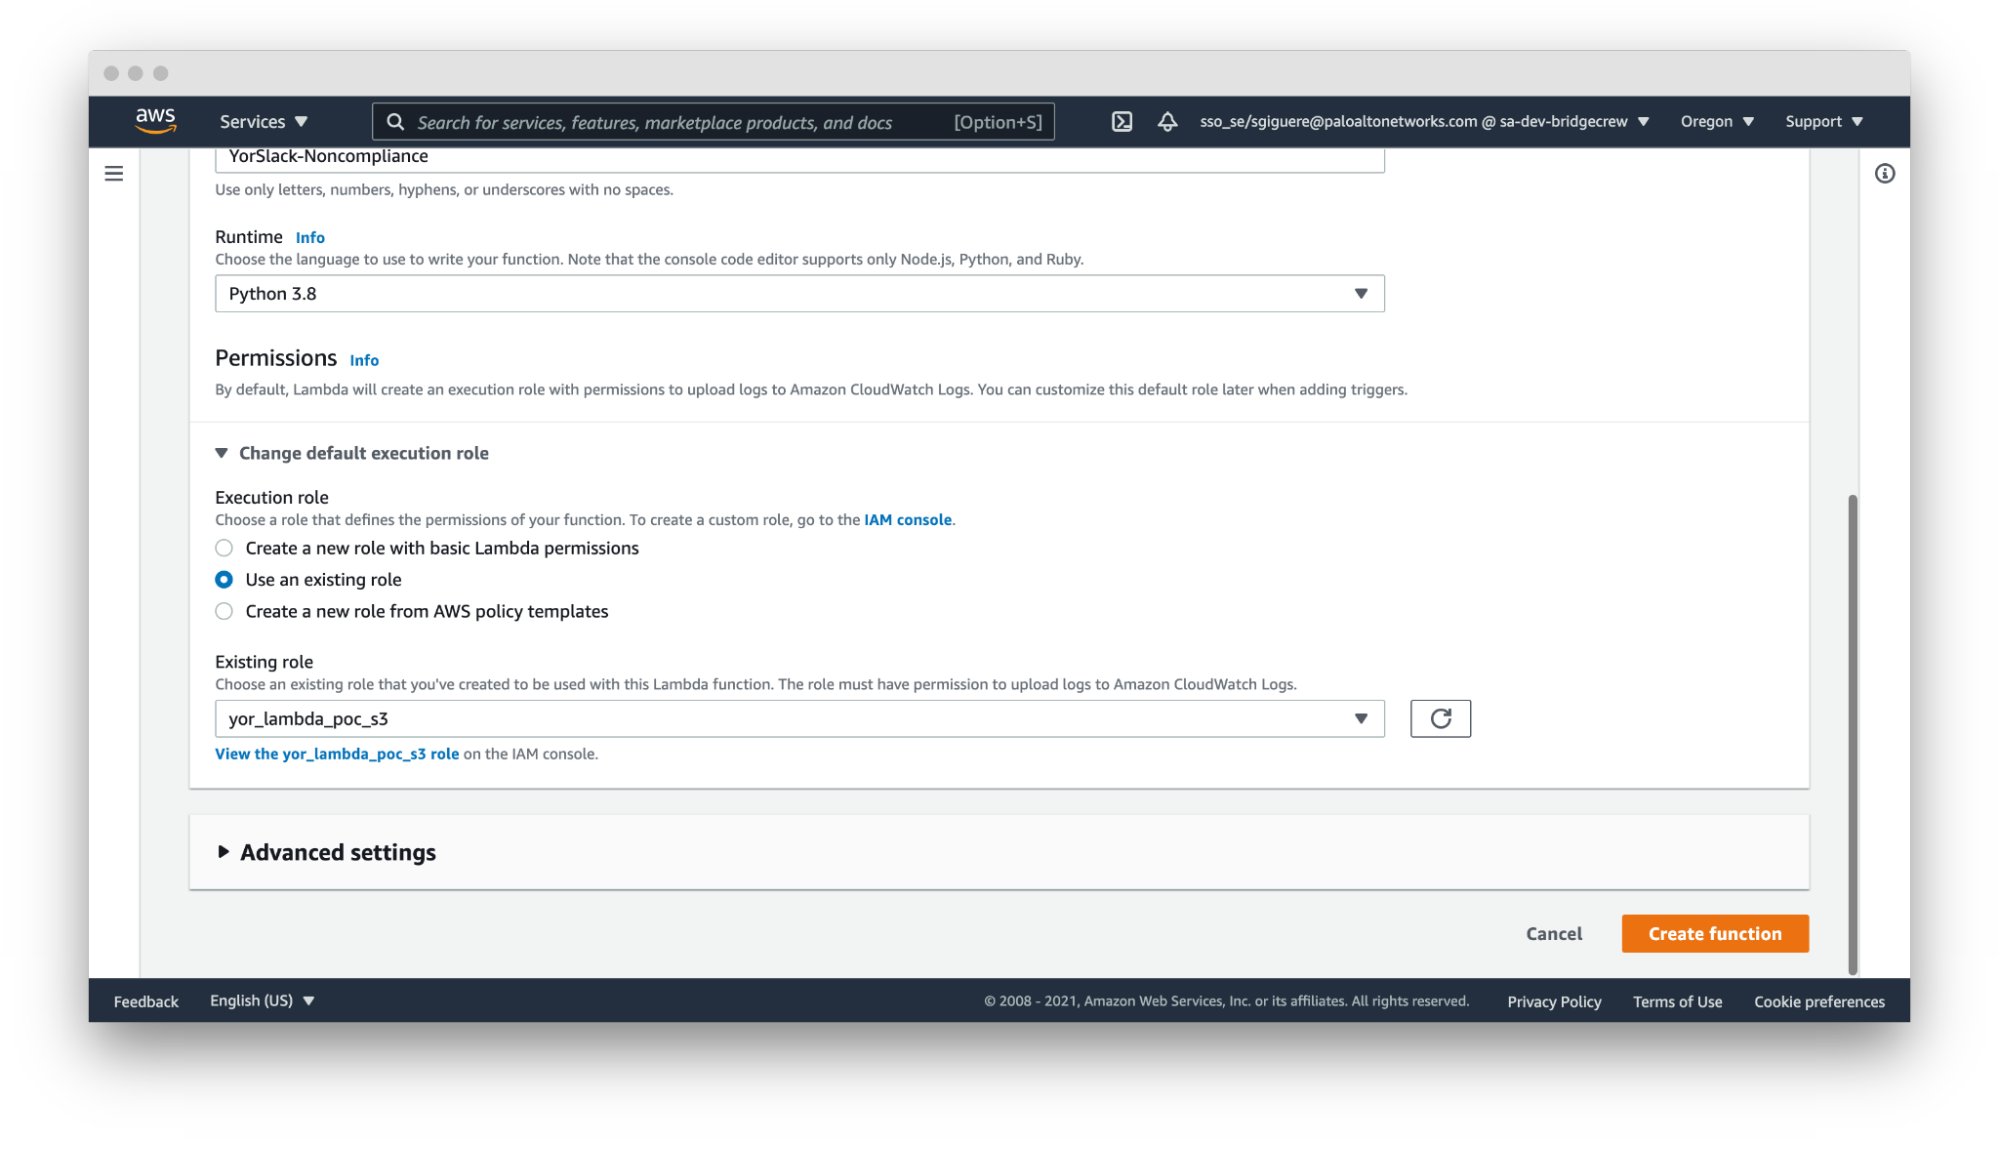 aws Services Search for services, features, marketplace products, and docs [Option+S] sso_se/sgiguere@paloaltonetworks.com @ sa-dev-bridgecrew Oregon Support
YorSlack-Noncompliance
Use only letters, numbers, hyphens, or underscores with no spaces.
Runtime Info
Choose the language to use to write your function. Note that the console code editor supports only Node.js, Python, and Ruby.
Python 3.8
Permissions Info
By default, Lambda will create an execution role with permissions to upload logs to Amazon CloudWatch Logs. You can customize this default role later when adding triggers.
Change default execution role
Execution role
Choose a role that defines the permissions of your function. To create a custom role, go to the IAM console.
Create a new role with basic Lambda permissions
Use an existing role
Create a new role from AWS policy templates
Existing role
Choose an existing role that you've created to be used with this Lambda function. The role must have permission to upload logs to Amazon CloudWatch Logs.
yor_lambda_poc_s3
View the yor_lambda_poc_s3 role on the IAM console.
Advanced settings
Cancel Create function
Feedback English (US) © 2008 - 2021, Amazon Web Services, Inc. or its affiliates. All rights reserved. Privacy Policy Terms of Use Cookie preferences